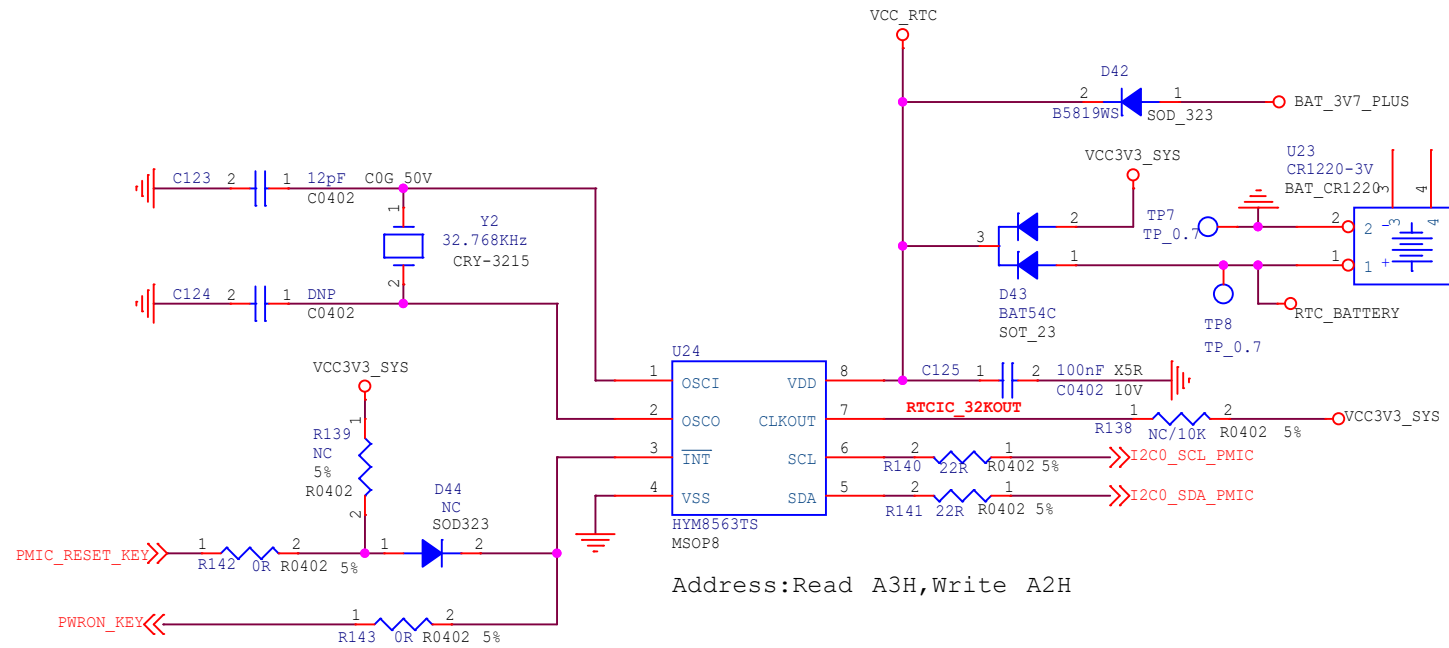 VCC_RTC
D42
2 1
B5819WS SOD_323
BAT_3V7_PLUS
VCC3V3_SYS
U23
CR1220-3V
BAT_CR1220
3 4
C123 2 1 12pF C0G 50V
C0402
1
Y2
32.768KHz
CRY-3215
2
C124 2 1 DNP
C0402
3 2
1
D43
BAT54C
SOT_23
TP7
TP_0.7
2 2 - 3 4
1 1 +
TP8
TP_0.7
RTC_BATTERY
U24
1 OSCI VDD 8
2 OSCO CLKOUT 7
3 INT SCL 6
4 VSS SDA 5
HYM8563TS
MSOP8
C125 1 2 100nF X5R
C0402 10V
RTCIC_32KOUT
1 2
R138 NC/10K R0402 5%
VCC3V3_SYS
2 1
R140 22R R0402 5%
I2C0_SCL_PMIC
2 1
R141 22R R0402 5%
I2C0_SDA_PMIC
VCC3V3_SYS
1
R139
NC
5%
R0402
2
D44
NC
SOD323
1 2
PMIC_RESET_KEY
1 2
R142 0R R0402 5%
PWRON_KEY
1 2
R143 0R R0402 5%
Address:Read A3H,Write A2H